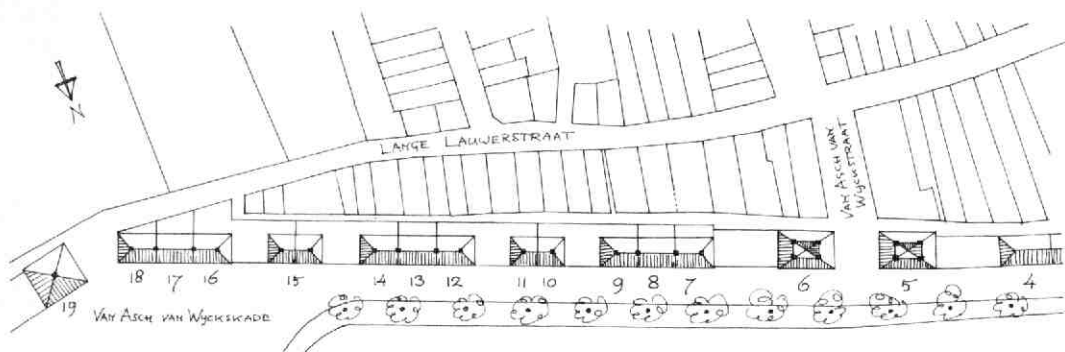 N
LANGE LAUWERSTRAAT
VAN ASCH VAN
WYCKSTRAAT
18 17 16 15 14 13 12 11 10 9 8 7 6 5 4
19
VAN ASCH VAN WYCKSKADE